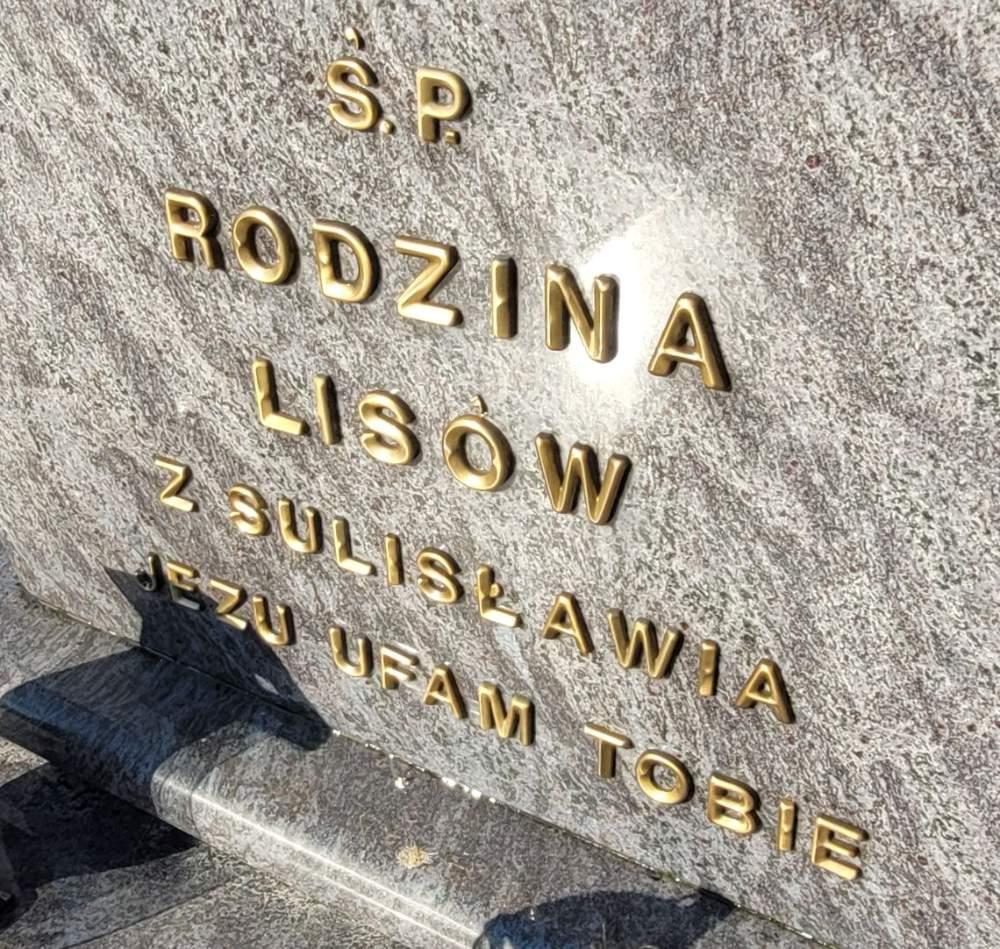 Ś.P.
RODZINA
LISÓW
Z SULISŁAWIA
JEZU UFAM TOBIE